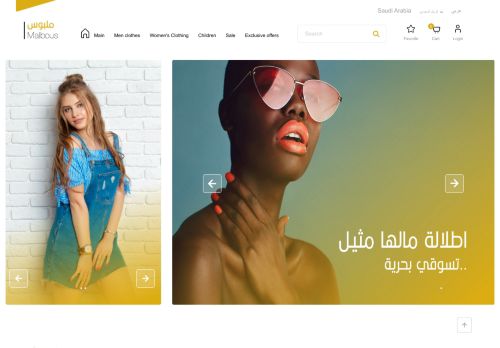 Saudi Arabia
عربي
ملبوس
Malbous
Main Men clothes Women's Clothing Children Sale Exclusive offers
Search
Favorite Cart Login
اطلالة مالها مثيل
تسوقي بحرية..